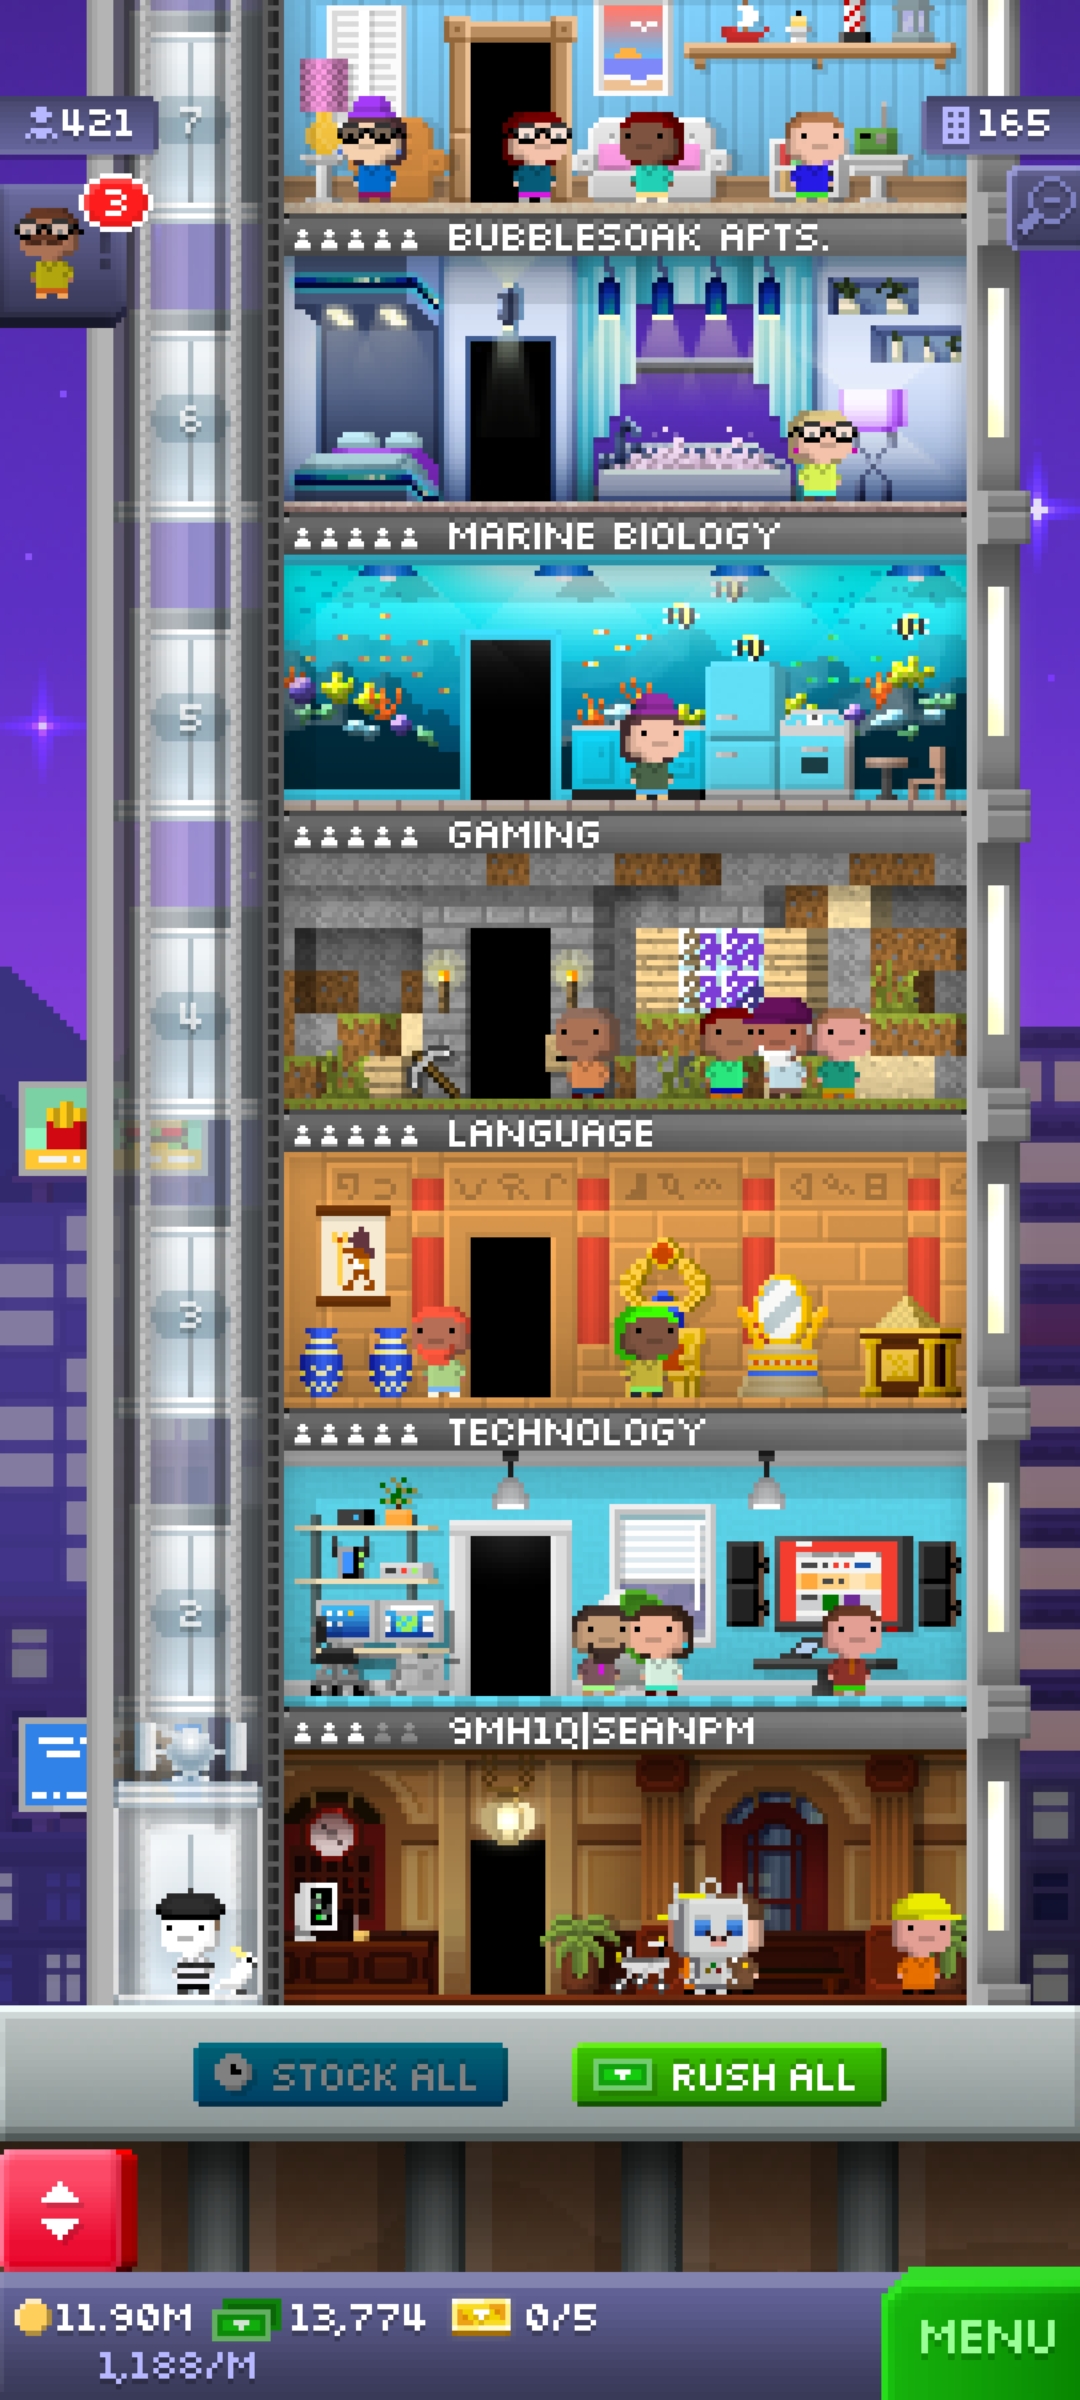 7
421
165
3
BUBBLESOAK APTS.
6
MARINE BIOLOGY
5
GAMING
4
LANGUAGE
3
TECHNOLOGY
2
9MH1Q|SEANPM
STOCK ALL
RUSH ALL
11.90M
13,774
0/5
1,188/M
MENU